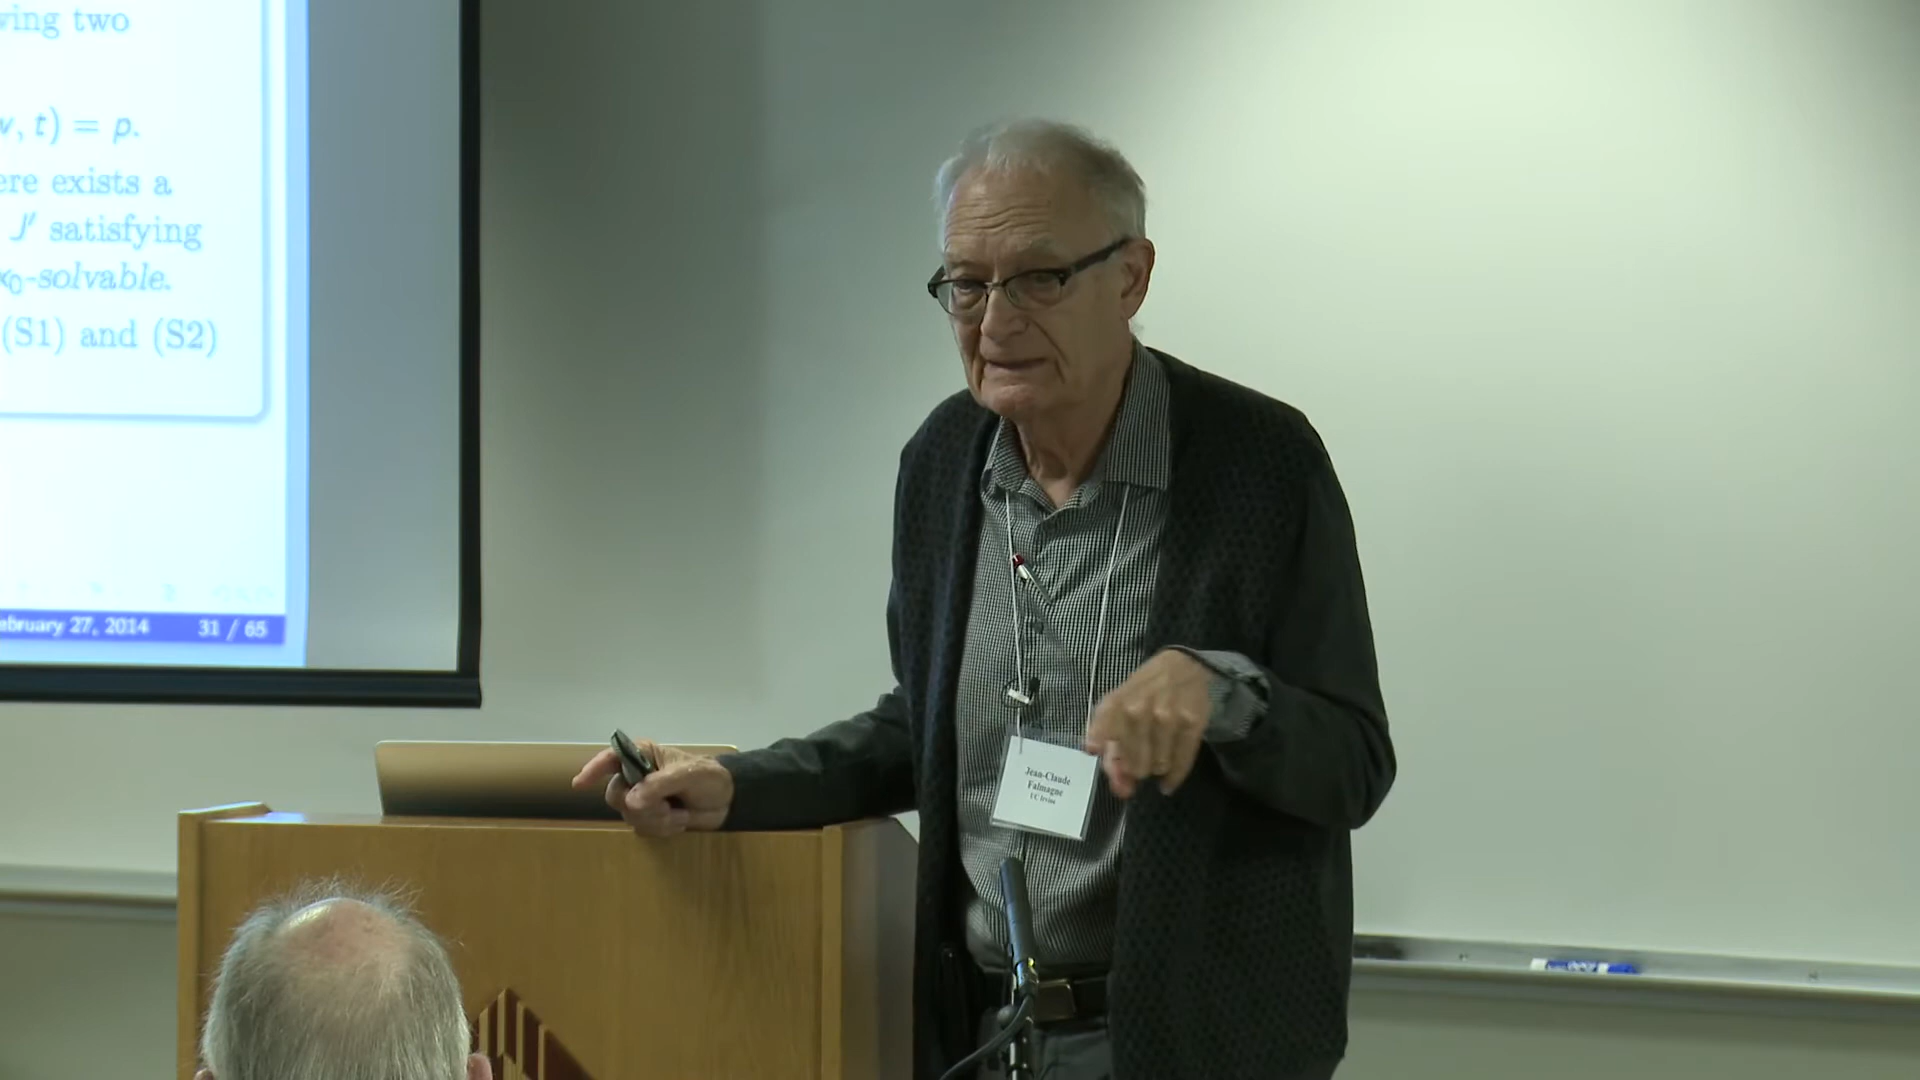 wing two
, t) = p.
ere exists a
J′ satisfying
x₀-solvable.
(S1) and (S2)
ebruary 27, 2014 31 / 65
Jean-Claude
Falmagne
UC Irvine